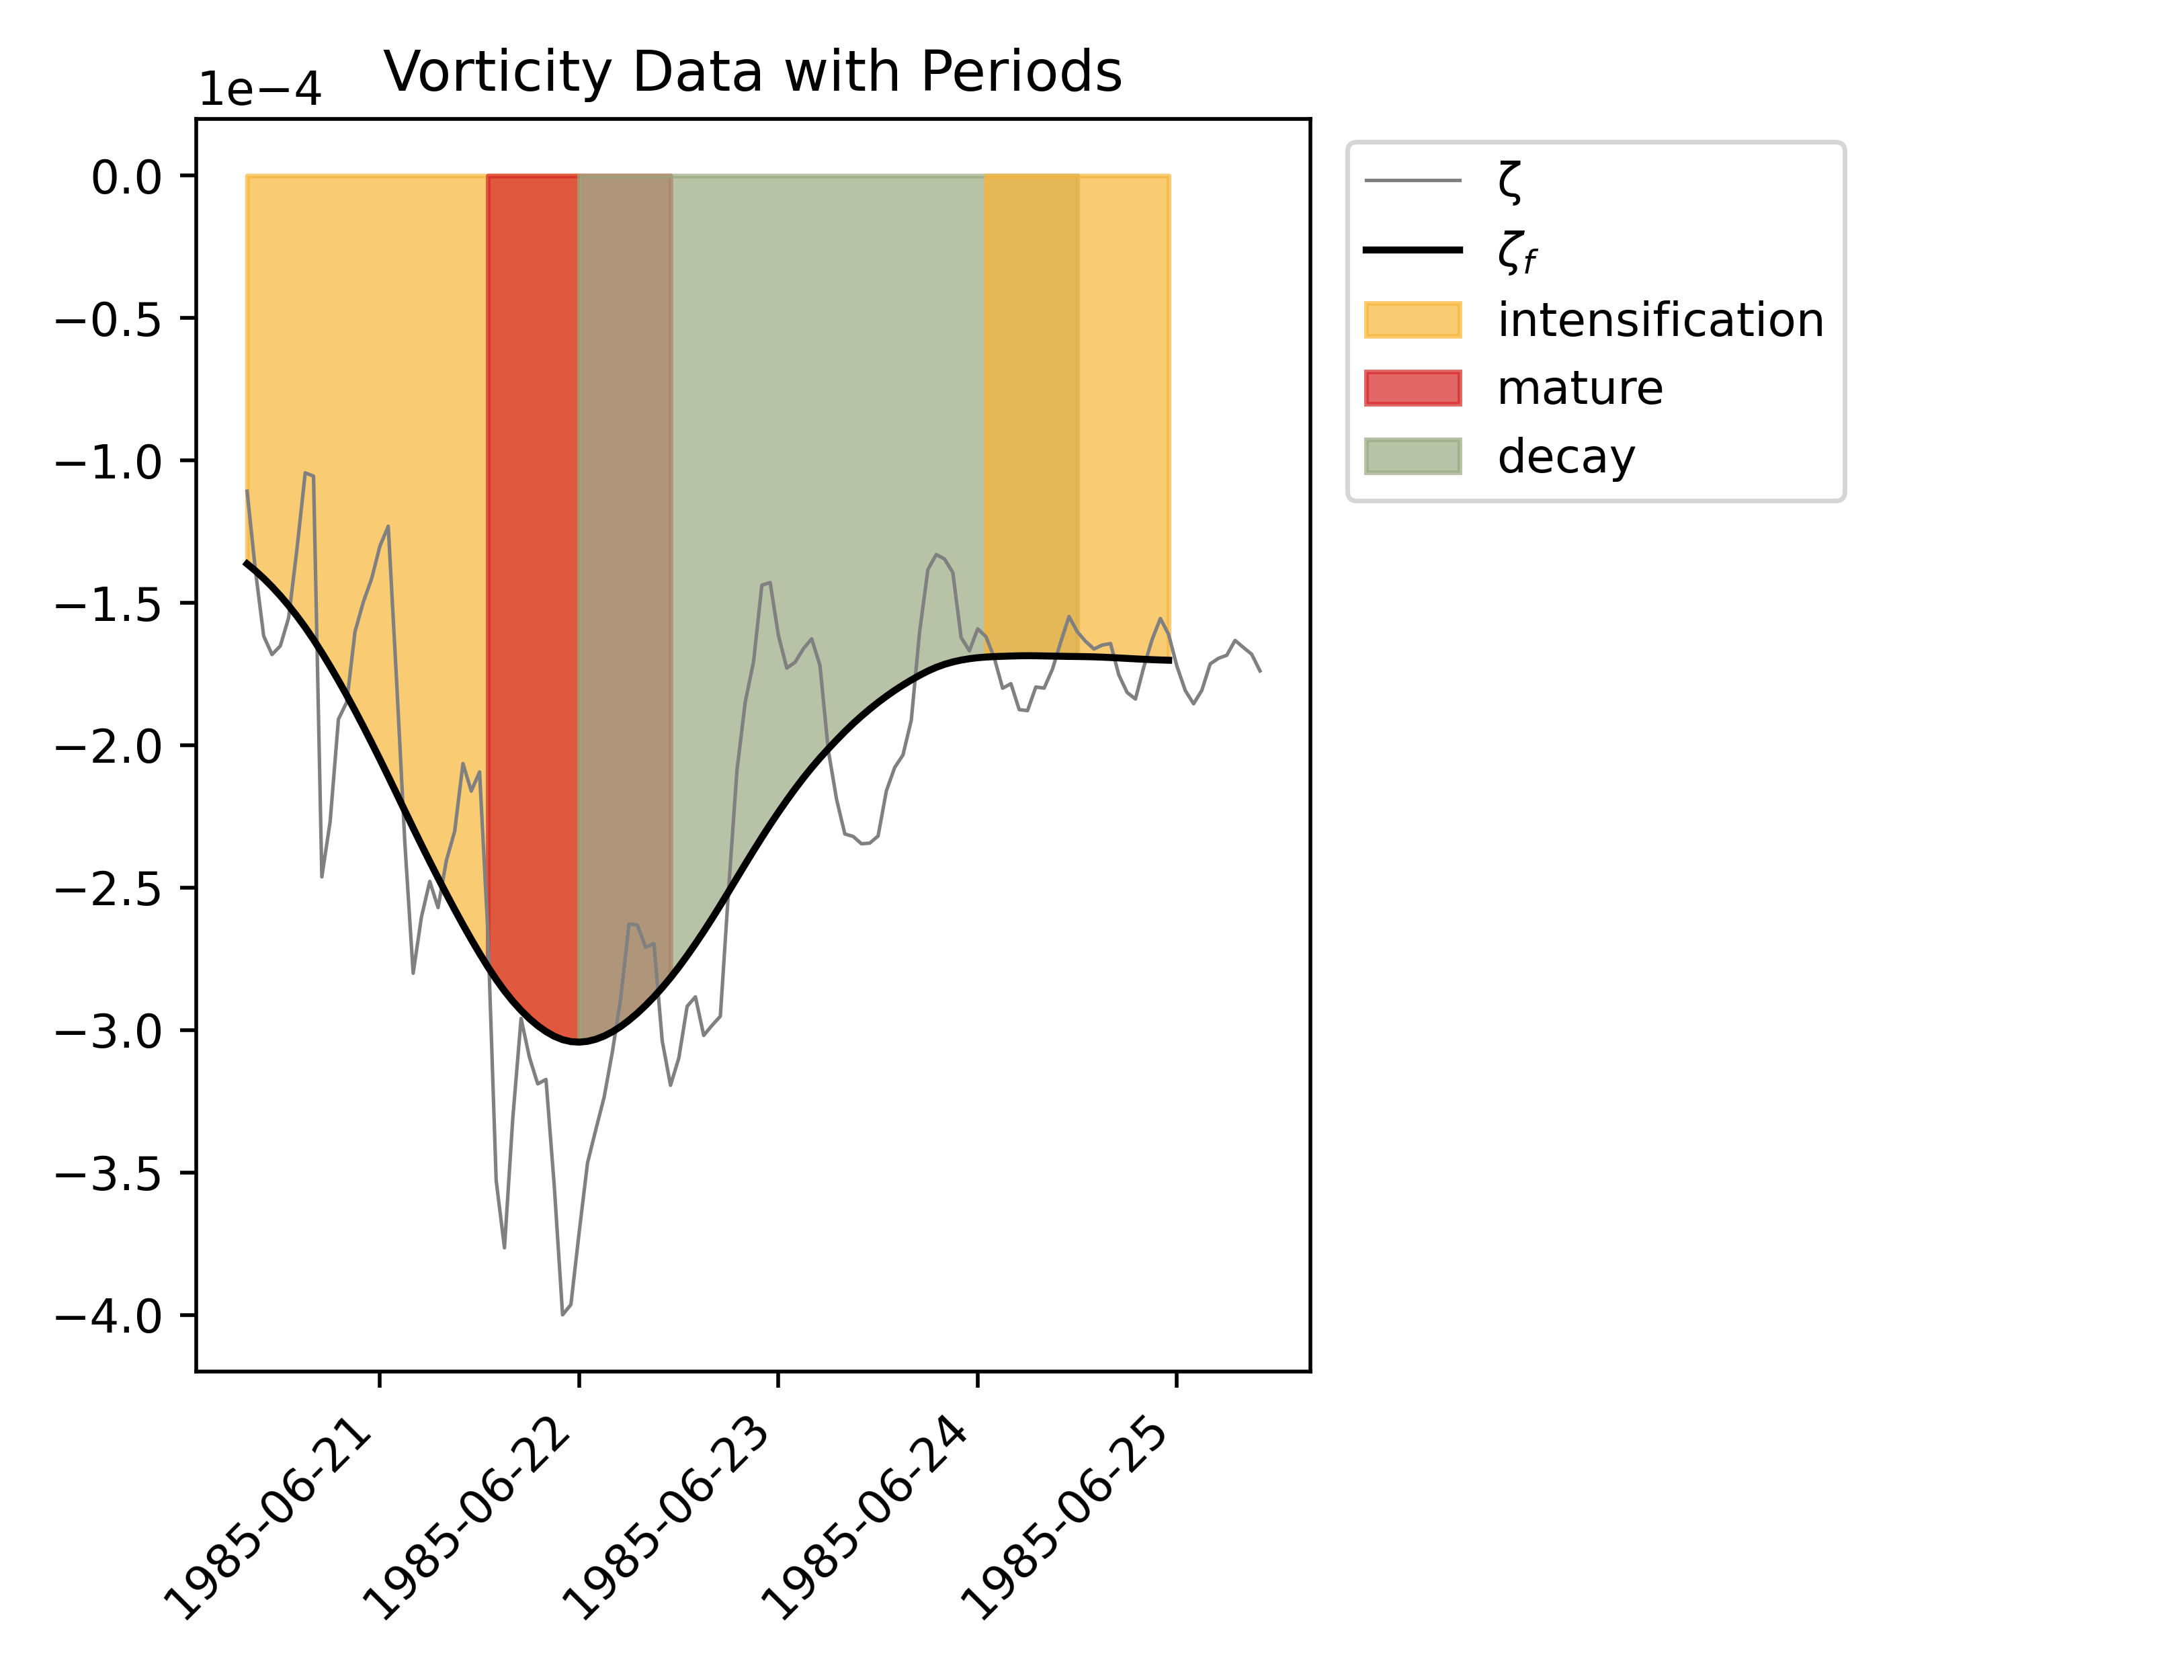 Vorticity Data with Periods
1e−4
0.0
−0.5
−1.0
−1.5
−2.0
−2.5
−3.0
−3.5
−4.0
1985-06-21
1985-06-22
1985-06-23
1985-06-24
1985-06-25
ζ
ζf
intensification
mature
decay